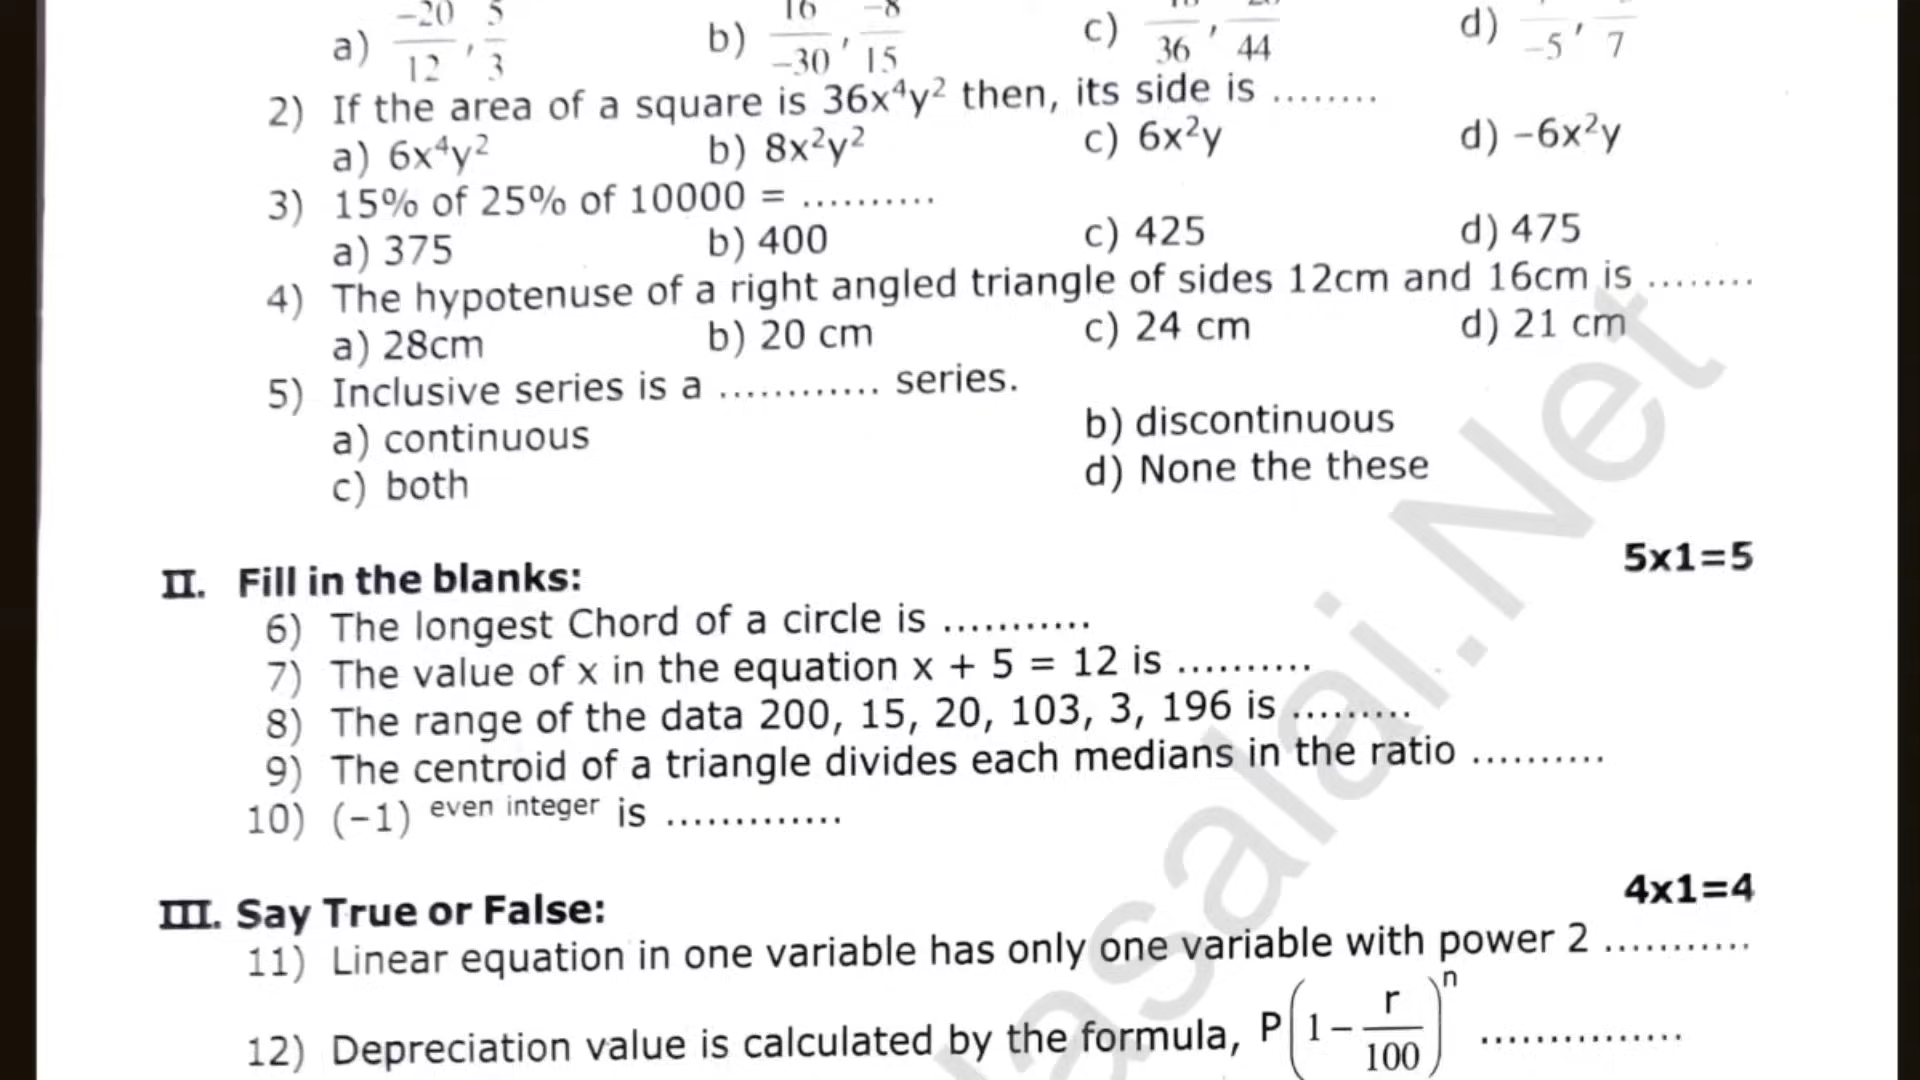 a) −20/12, 5/3 b) 16/−30, −8/15 c) /36, /44 d) /−5, /7
2) If the area of a square is 36x⁴y² then, its side is ........
a) 6x⁴y² b) 8x²y² c) 6x²y d) −6x²y
3) 15% of 25% of 10000 = ..........
a) 375 b) 400 c) 425 d) 475
4) The hypotenuse of a right angled triangle of sides 12cm and 16cm is ........
a) 28cm b) 20 cm c) 24 cm d) 21 cm
5) Inclusive series is a ............ series.
a) continuous b) discontinuous
c) both d) None the these
II. Fill in the blanks: 5x1=5
6) The longest Chord of a circle is ...........
7) The value of x in the equation x + 5 = 12 is ..........
8) The range of the data 200, 15, 20, 103, 3, 196 is .........
9) The centroid of a triangle divides each medians in the ratio ..........
10) (−1) even integer is .............
III. Say True or False: 4x1=4
11) Linear equation in one variable has only one variable with power 2 ...........
12) Depreciation value is calculated by the formula, P(1−r/100)ⁿ ...............
asalai.Net